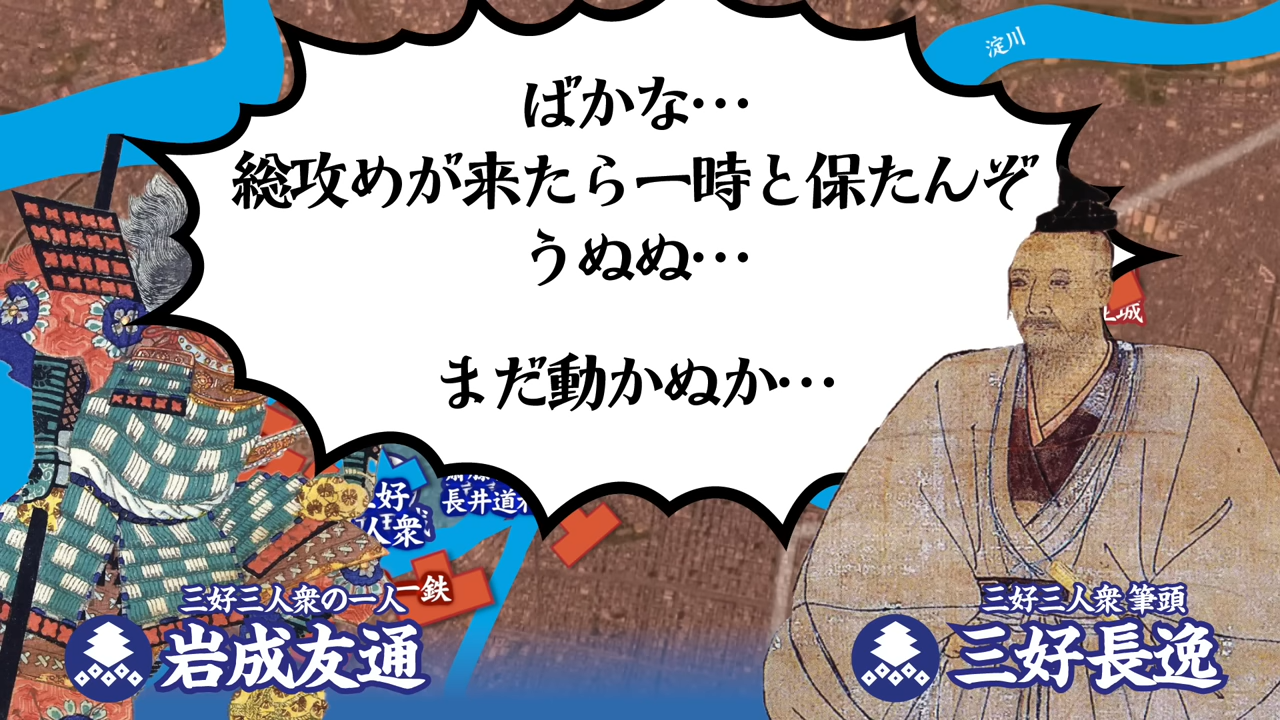 淀川
ばかな…
総攻めが来たら一時と保たんぞ
うぬぬ…
まだ動かぬか…
城
好
人衆
長井道
一鉄
三好三人衆の一人
岩成友通
三好三人衆 筆頭
三好長逸